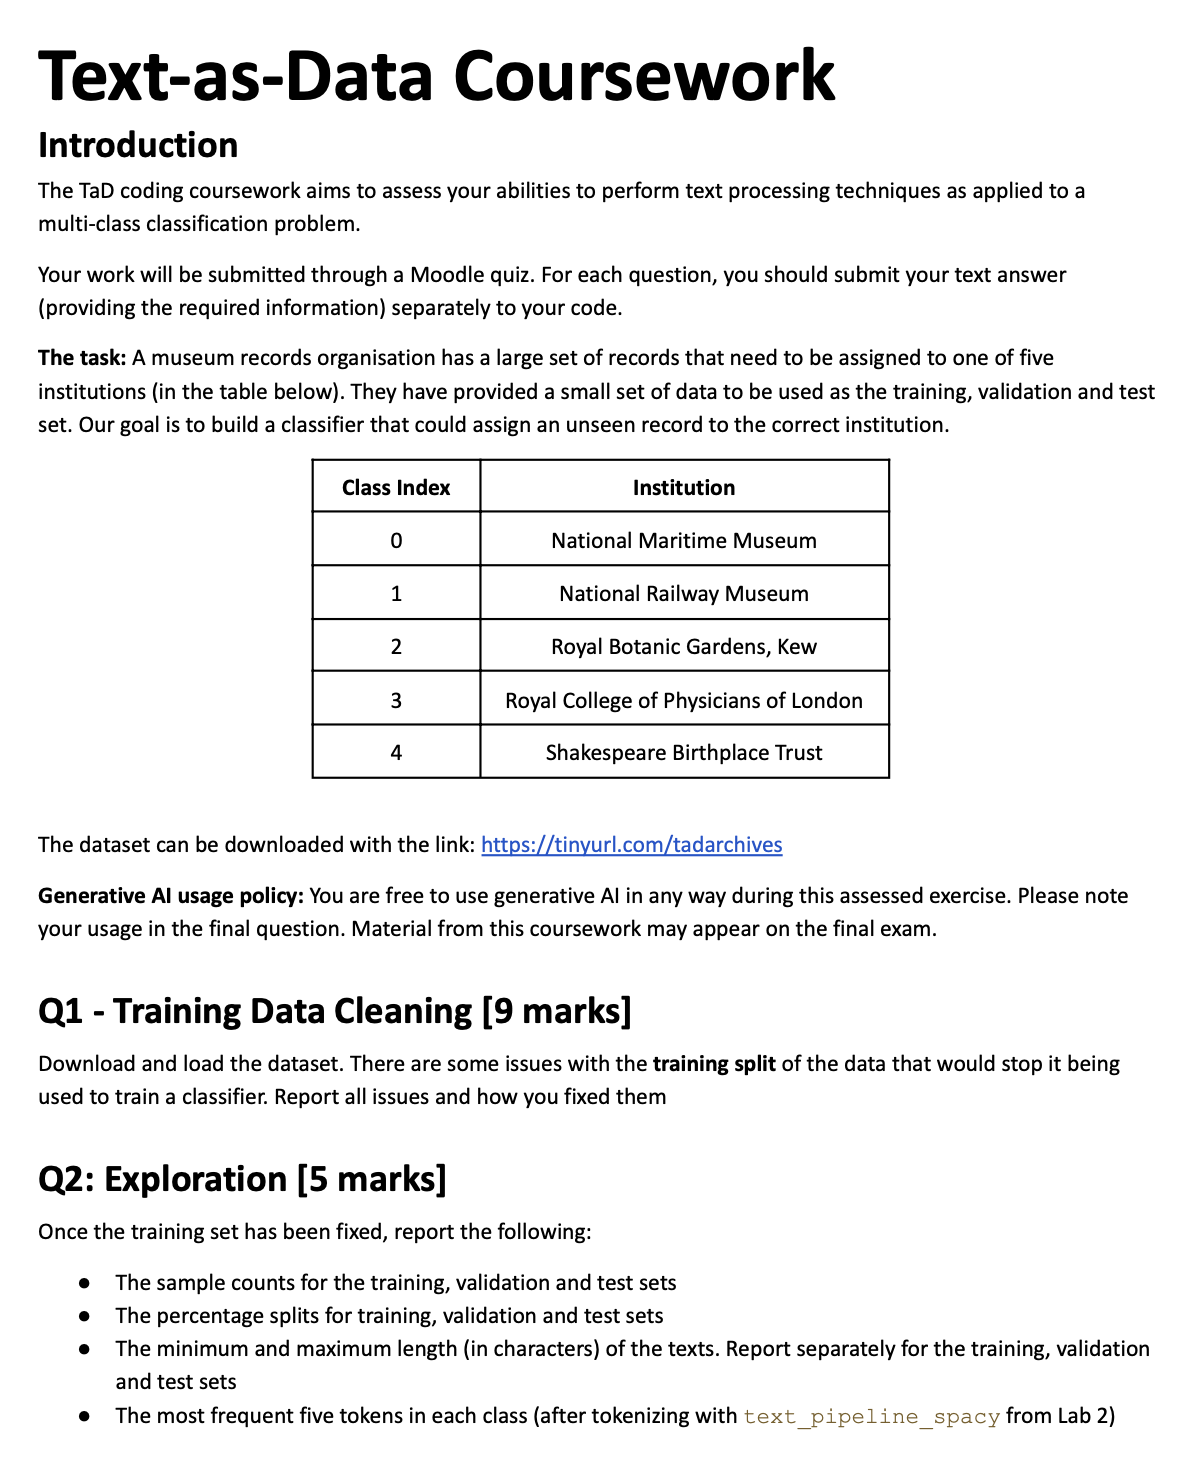 Text-as-Data Coursework
Introduction
The TaD coding coursework aims to assess your abilities to perform text processing techniques as applied to a
multi-class classification problem.
Your work will be submitted through a Moodle quiz. For each question, you should submit your text answer
(providing the required information) separately to your code.
The task: A museum records organisation has a large set of records that need to be assigned to one of five
institutions (in the table below). They have provided a small set of data to be used as the training, validation and test
set. Our goal is to build a classifier that could assign an unseen record to the correct institution.
Class Index Institution
0 National Maritime Museum
1 National Railway Museum
2 Royal Botanic Gardens, Kew
3 Royal College of Physicians of London
4 Shakespeare Birthplace Trust
The dataset can be downloaded with the link: https://tinyurl.com/tadarchives
Generative AI usage policy: You are free to use generative AI in any way during this assessed exercise. Please note
your usage in the final question. Material from this coursework may appear on the final exam.
Q1 - Training Data Cleaning [9 marks]
Download and load the dataset. There are some issues with the training split of the data that would stop it being
used to train a classifier. Report all issues and how you fixed them
Q2: Exploration [5 marks]
Once the training set has been fixed, report the following:
● The sample counts for the training, validation and test sets
● The percentage splits for training, validation and test sets
● The minimum and maximum length (in characters) of the texts. Report separately for the training, validation
and test sets
● The most frequent five tokens in each class (after tokenizing with text_pipeline_spacy from Lab 2)